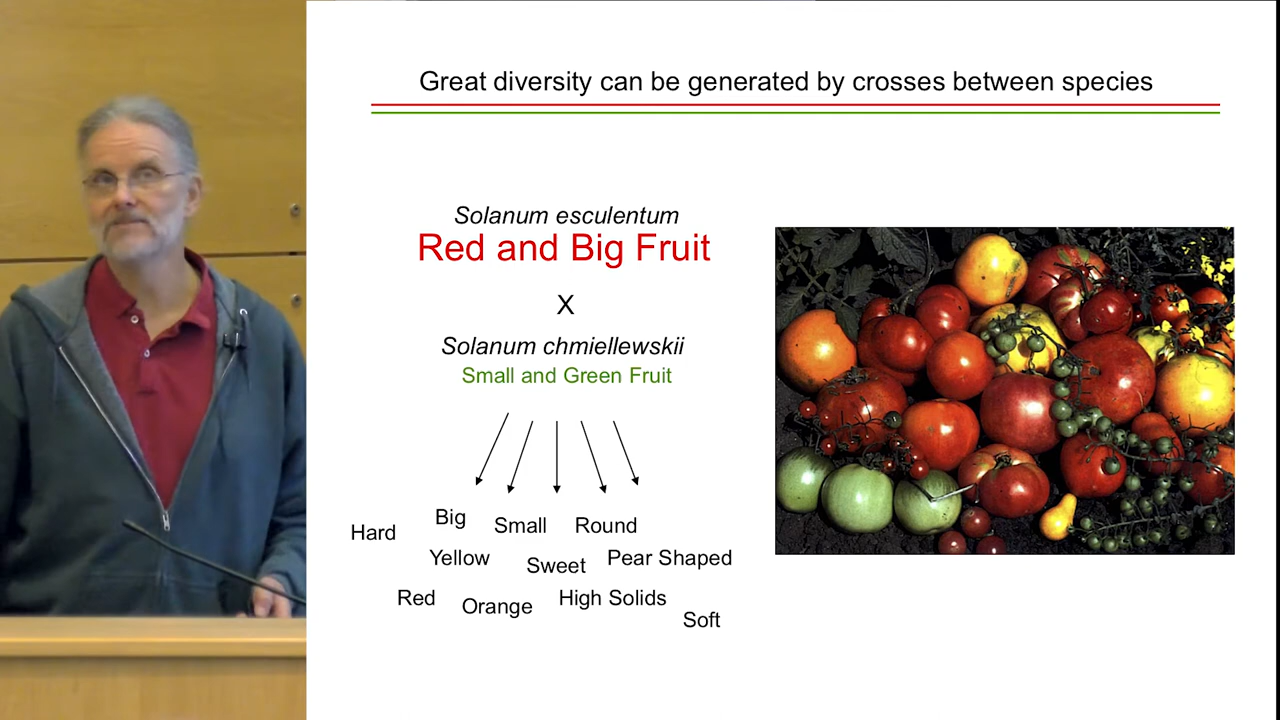 Great diversity can be generated by crosses between species
Solanum esculentum
Red and Big Fruit
X
Solanum chmiellewskii
Small and Green Fruit
Hard
Big
Small
Round
Yellow
Sweet
Pear Shaped
Red
Orange
High Solids
Soft